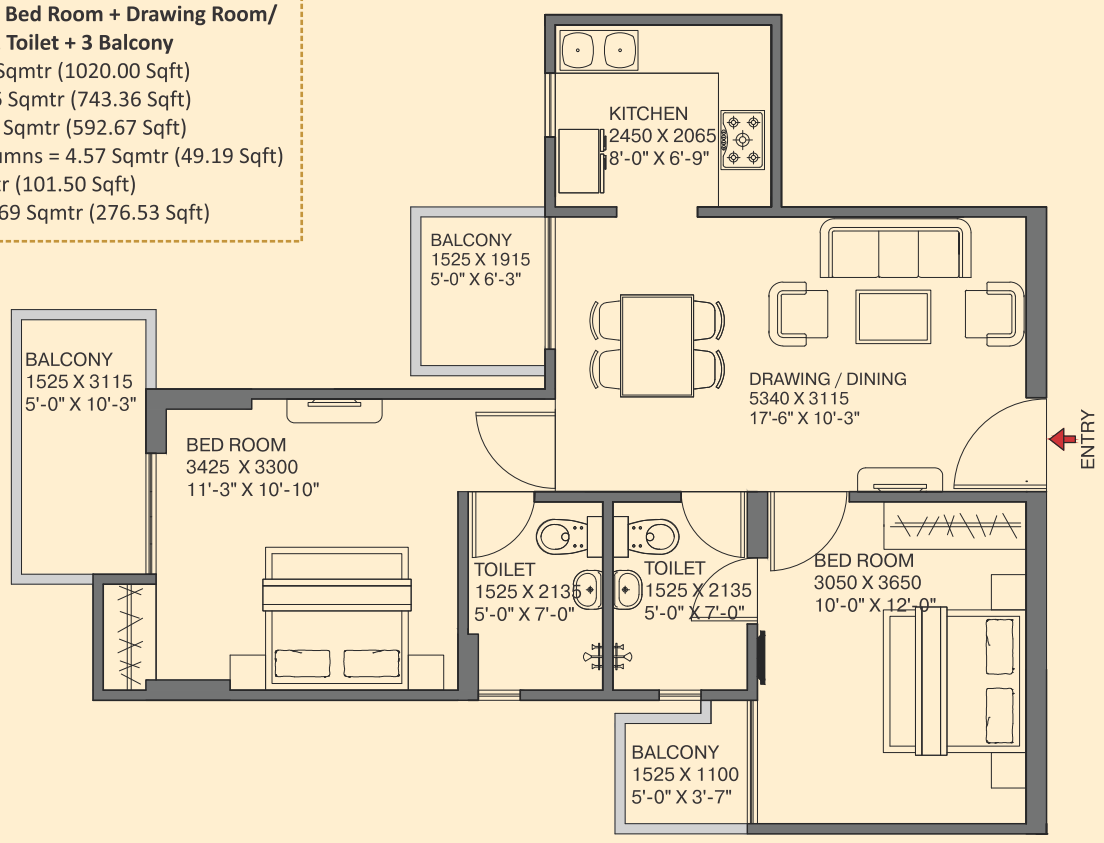 Bed Room + Drawing Room/
Toilet + 3 Balcony
Sqmtr (1020.00 Sqft)
Sqmtr (743.36 Sqft)
Sqmtr (592.67 Sqft)
= 4.57 Sqmtr (49.19 Sqft)
(101.50 Sqft)
69 Sqmtr (276.53 Sqft)
KITCHEN
2450 X 2065
8'-0" X 6'-9"
BALCONY
1525 X 1915
5'-0" X 6'-3"
BALCONY
1525 X 3115
5'-0" X 10'-3"
DRAWING / DINING
5340 X 3115
17'-6" X 10'-3"
ENTRY
BED ROOM
3425 X 3300
11'-3" X 10'-10"
TOILET
1525 X 2135
5'-0" X 7'-0"
TOILET
1525 X 2135
5'-0" X 7'-0"
BED ROOM
3050 X 3650
10'-0" X 12'-0"
BALCONY
1525 X 1100
5'-0" X 3'-7"